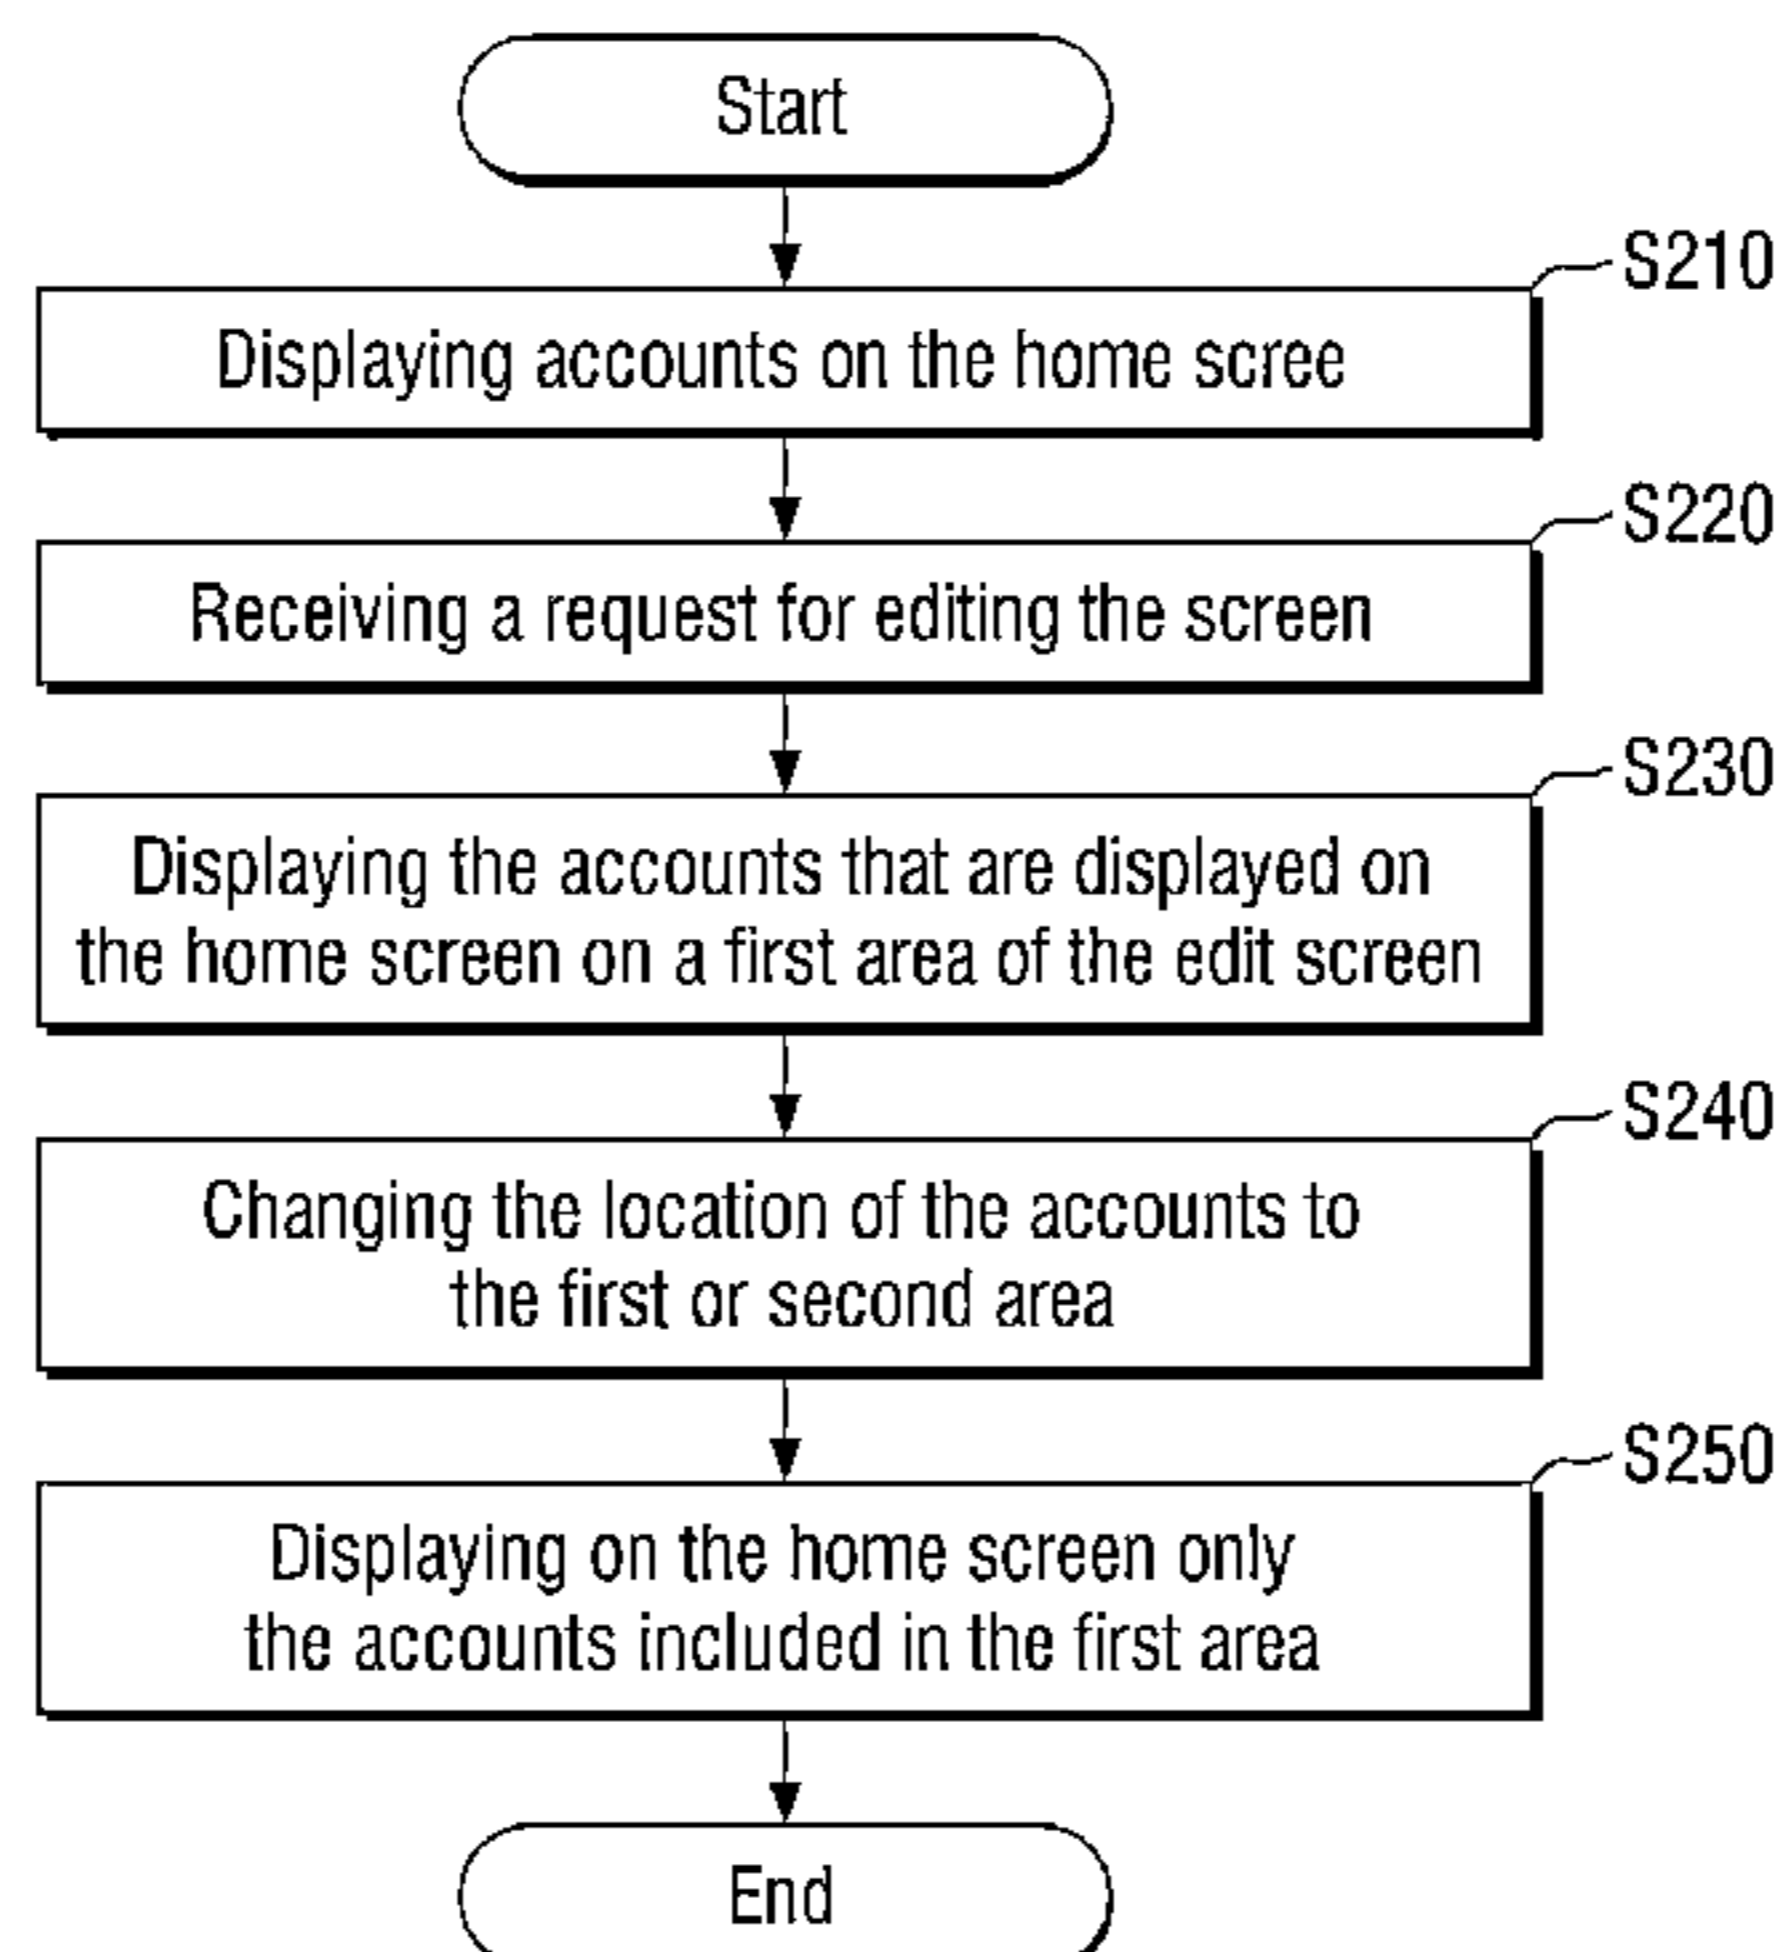 Start
S210
Displaying accounts on the home scree
S220
Receiving a request for editing the screen
S230
Displaying the accounts that are displayed on
the home screen on a first area of the edit screen
S240
Changing the location of the accounts to
the first or second area
S250
Displaying on the home screen only
the accounts included in the first area
End